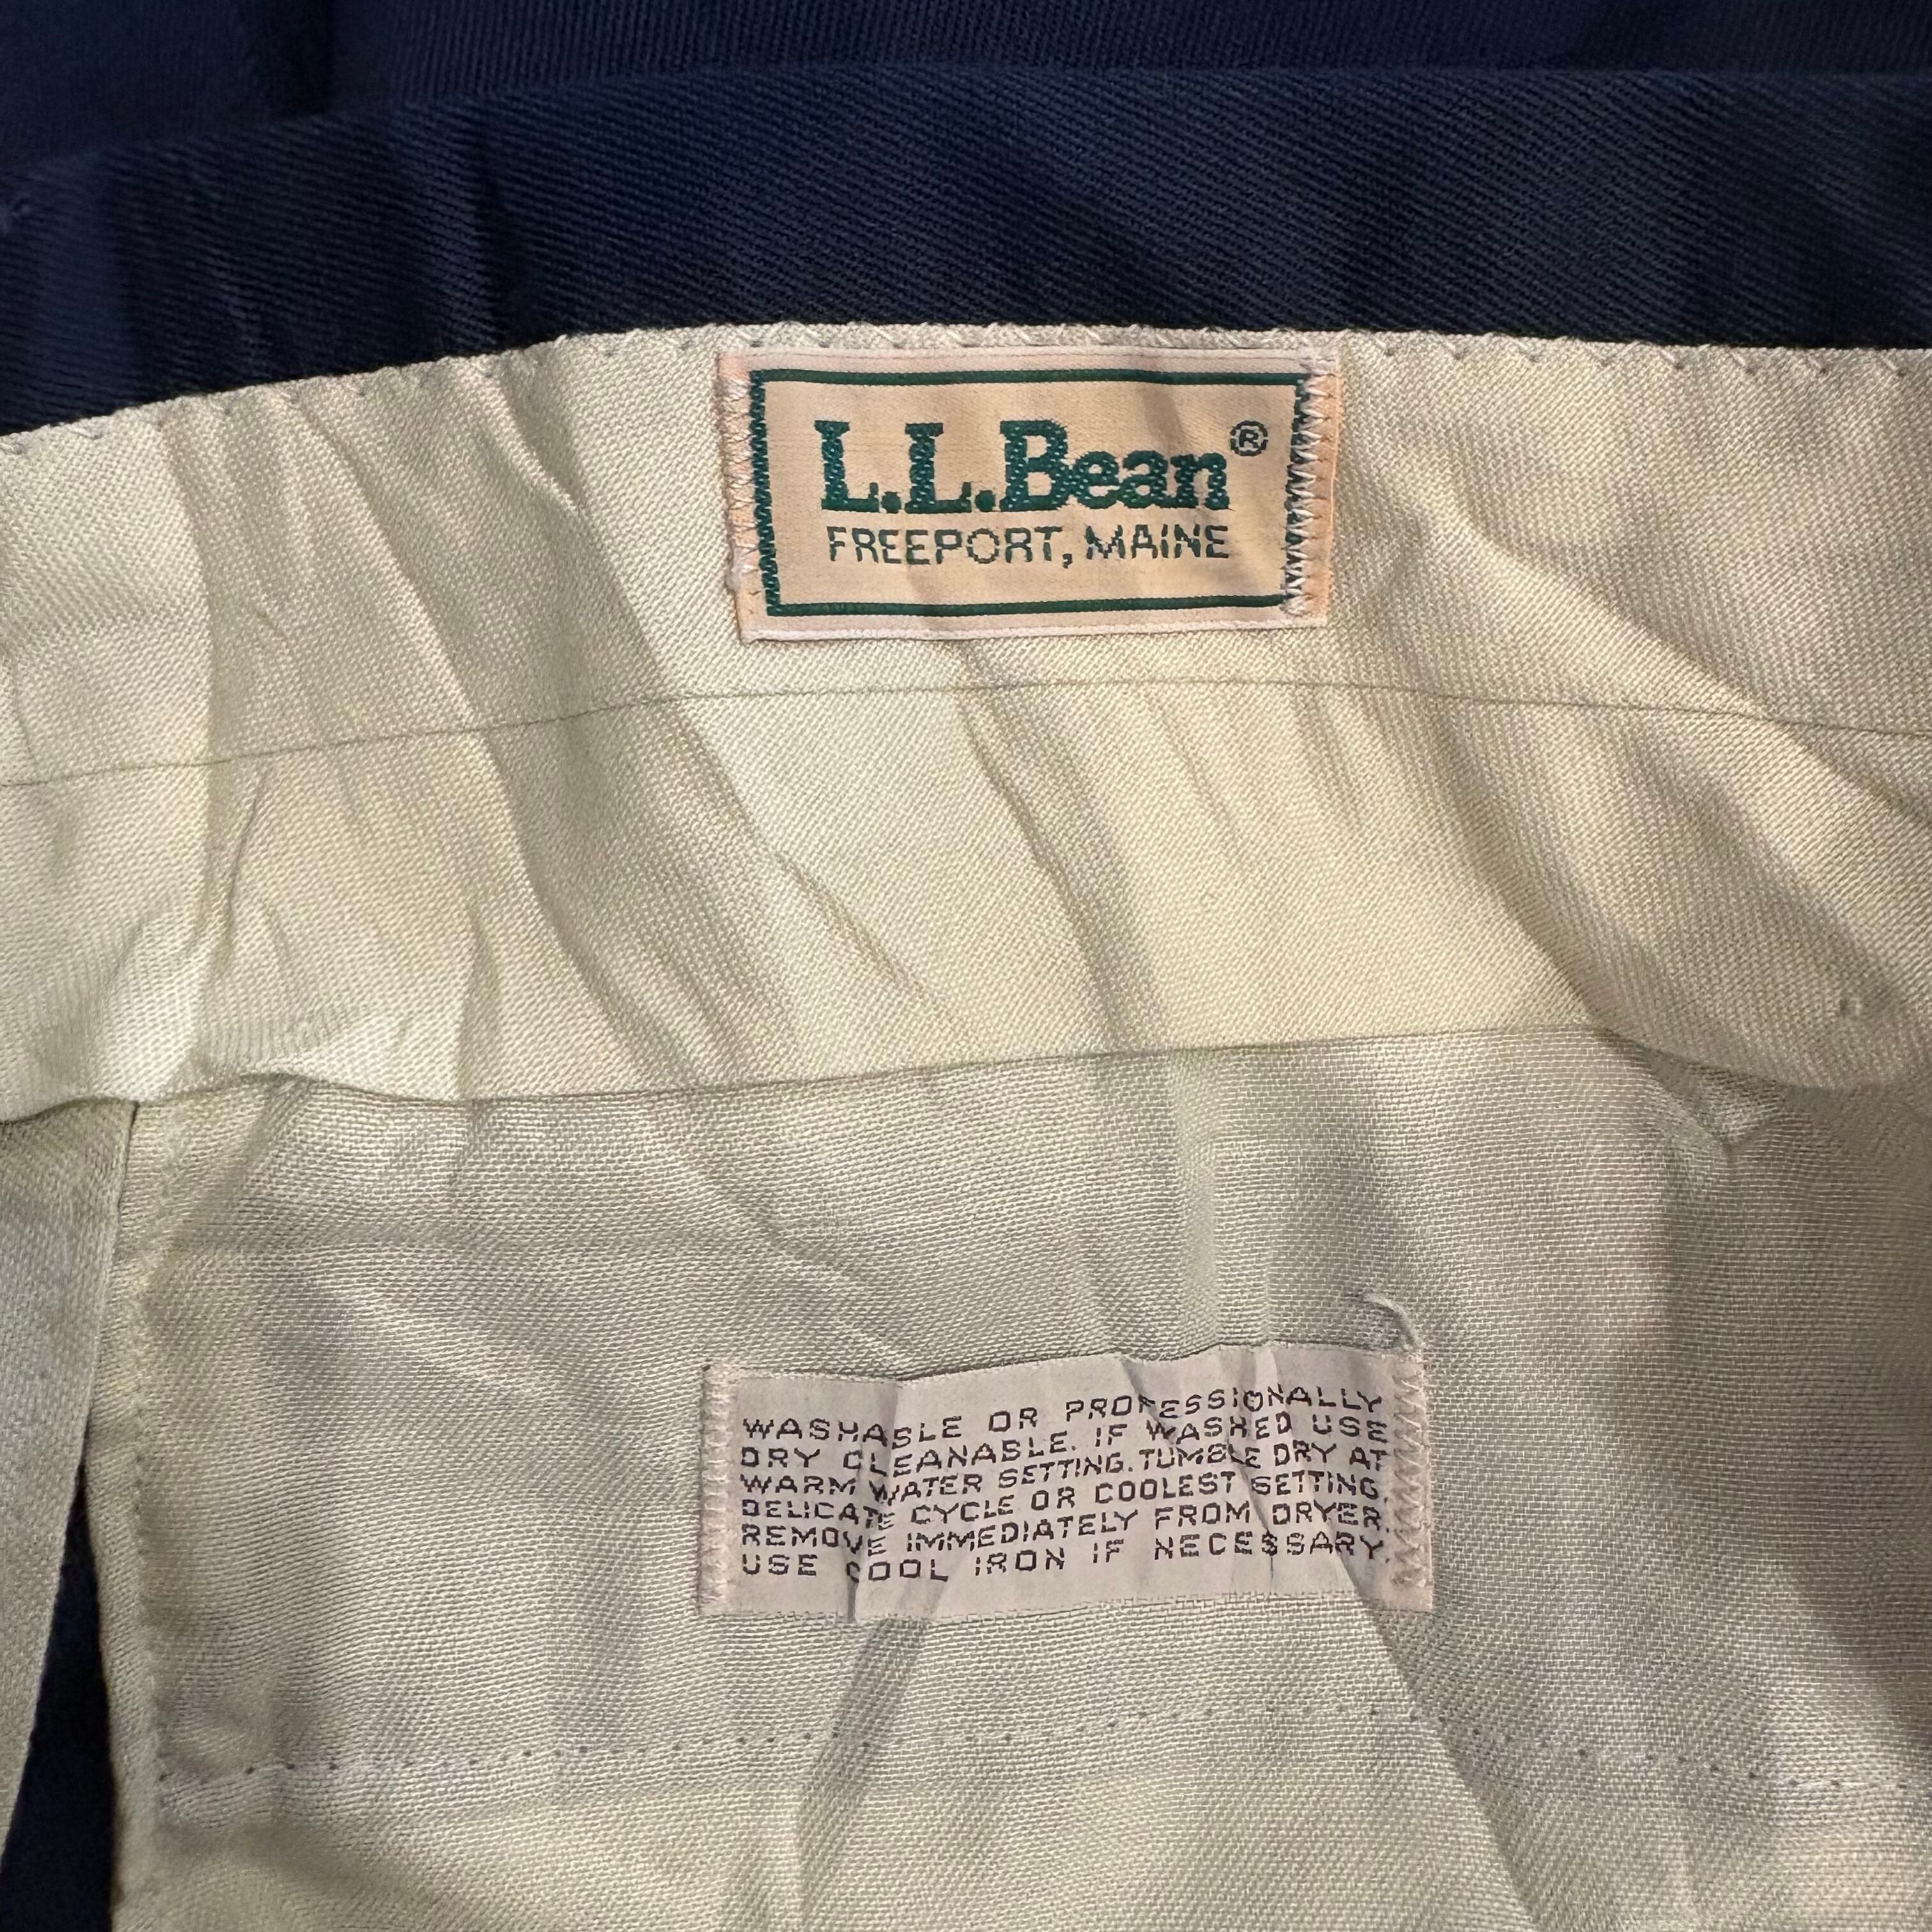 L.L.Bean®
FREEPORT, MAINE
WASHABLE OR PROFESSIONALLY
DRY CLEANABLE. IF WASHED USE
WARM WATER SETTING. TUMBLE DRY AT
DELICATE CYCLE OR COOLEST SETTING.
REMOVE IMMEDIATELY FROM DRYER.
USE COOL IRON IF NECESSARY.